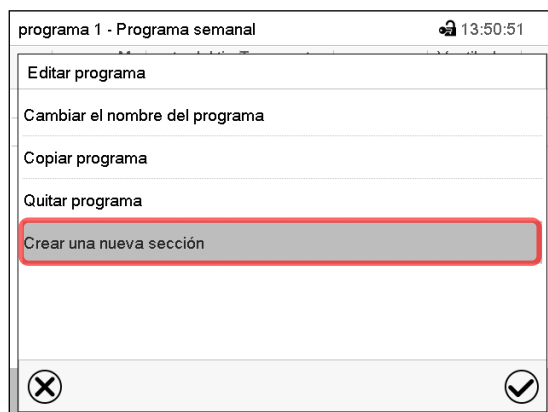 programa 1 - Programa semanal 13:50:51
Editar programa
Cambiar el nombre del programa
Copiar programa
Quitar programa
Crear una nueva sección